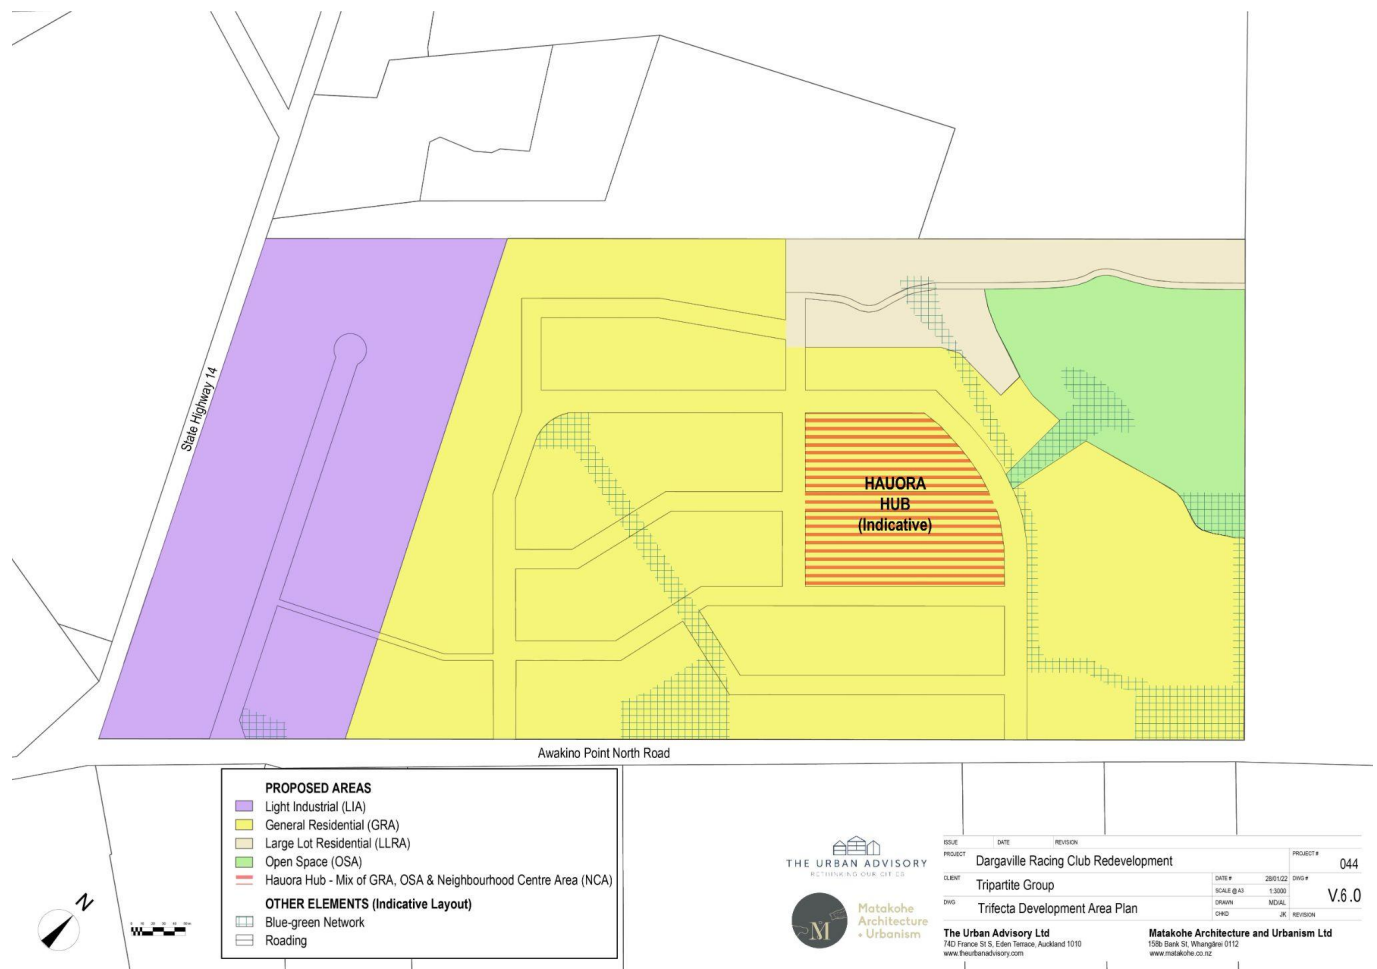 State Highway 14
HAUORA
HUB
(Indicative)
Awakino Point North Road
PROPOSED AREAS
Light Industrial (LIA)
General Residential (GRA)
Large Lot Residential (LLRA)
Open Space (OSA)
Hauora Hub - Mix of GRA, OSA & Neighbourhood Centre Area (NCA)
OTHER ELEMENTS (Indicative Layout)
Blue-green Network
Roading
N
THE URBAN ADVISORY
RETHINKING OUR CITIES
M
Matakohe
Architecture
+ Urbanism
ISSUE DATE REVISION
PROJECT Dargaville Racing Club Redevelopment PROJECT # 044
CLIENT Tripartite Group
DATE # 28/01/22 DWG # V.6.0
SCALE @ A3 1:3000
DWG Trifecta Development Area Plan
DRAWN MD/AL
CHKD JK REVISION
The Urban Advisory Ltd
74D France St S, Eden Terrace, Auckland 1010
www.theurbanadvisory.com
Matakohe Architecture and Urbanism Ltd
158b Bank St, Whangārei 0112
www.matakohe.co.nz